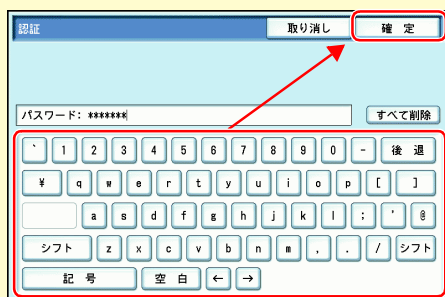 認証 取り消し 確 定
パスワード: ******* すべて削除
` 1 2 3 4 5 6 7 8 9 0 - 後 退
¥ q w e r t y u i o p [ ]
a s d f g h j k l ; ' @
シフト z x c v b n m , . / シフト
記 号 空 白 ← →